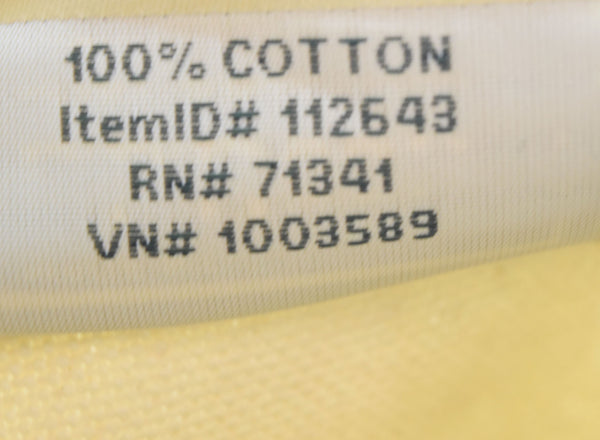 100% COTTON
ItemID# 112643
RN# 71341
VN# 1003589